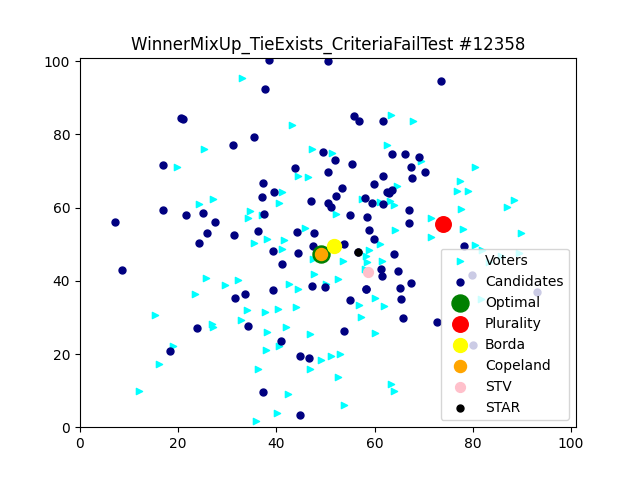 WinnerMixUp_TieExists_CriteriaFailTest #12358
100
80
60
40
20
0
0 20 40 60 80 100
Voters
Candidates
Optimal
Plurality
Borda
Copeland
STV
STAR